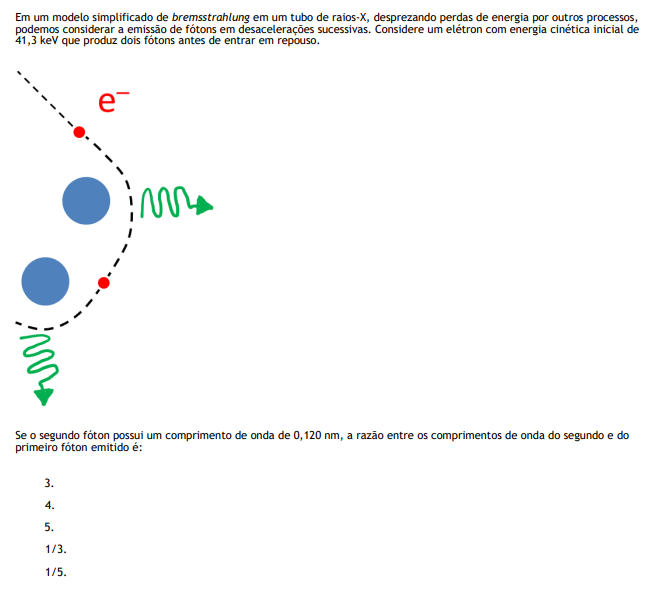 Em um modelo simplificado de bremsstrahlung em um tubo de raios-X, desprezando perdas de energia por outros processos,
podemos considerar a emissão de fótons em desacelerações sucessivas. Considere um elétron com energia cinética inicial de
41,3 keV que produz dois fótons antes de entrar em repouso.
e−
Se o segundo fóton possui um comprimento de onda de 0,120 nm, a razão entre os comprimentos de onda do segundo e do
primeiro fóton emitido é:
3.
4.
5.
1/3.
1/5.